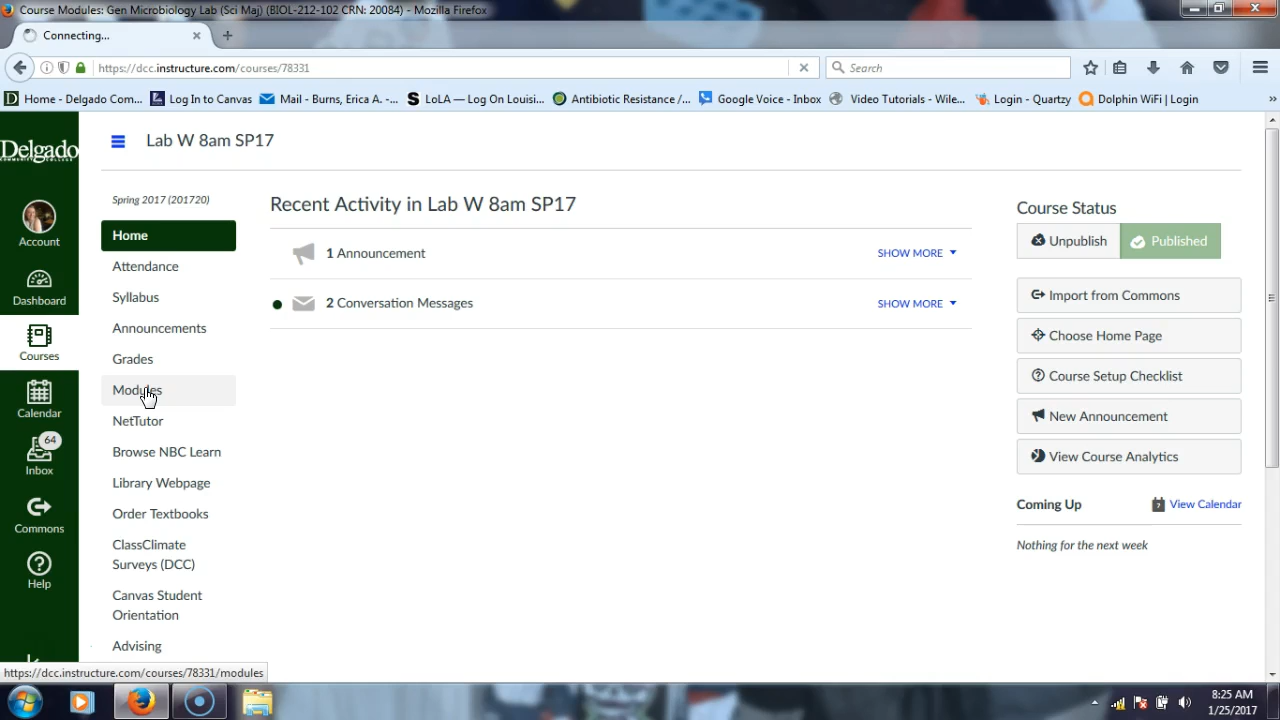 Course Modules: Gen Microbiology Lab (Sci Maj) (BIOL-212-102 CRN: 20084) - Mozilla Firefox
Connecting...
https://dcc.instructure.com/courses/78331
Search
Home - Delgado Com...
Log In to Canvas
Mail - Burns, Erica A. -...
LoLA — Log On Louisi...
Antibiotic Resistance /...
Google Voice - Inbox
Video Tutorials - Wile...
Login - Quartzy
Dolphin WiFi | Login
Delgado
COMMUNITY COLLEGE
Account
Dashboard
Courses
Calendar
64
Inbox
Commons
Help
Lab W 8am SP17
Spring 2017 (201720)
Home
Attendance
Syllabus
Announcements
Grades
Modules
NetTutor
Browse NBC Learn
Library Webpage
Order Textbooks
ClassClimate
Surveys (DCC)
Canvas Student
Orientation
Advising
Recent Activity in Lab W 8am SP17
1 Announcement
SHOW MORE
2 Conversation Messages
SHOW MORE
Course Status
Unpublish
Published
Import from Commons
Choose Home Page
Course Setup Checklist
New Announcement
View Course Analytics
Coming Up
View Calendar
Nothing for the next week
https://dcc.instructure.com/courses/78331/modules
8:25 AM
1/25/2017